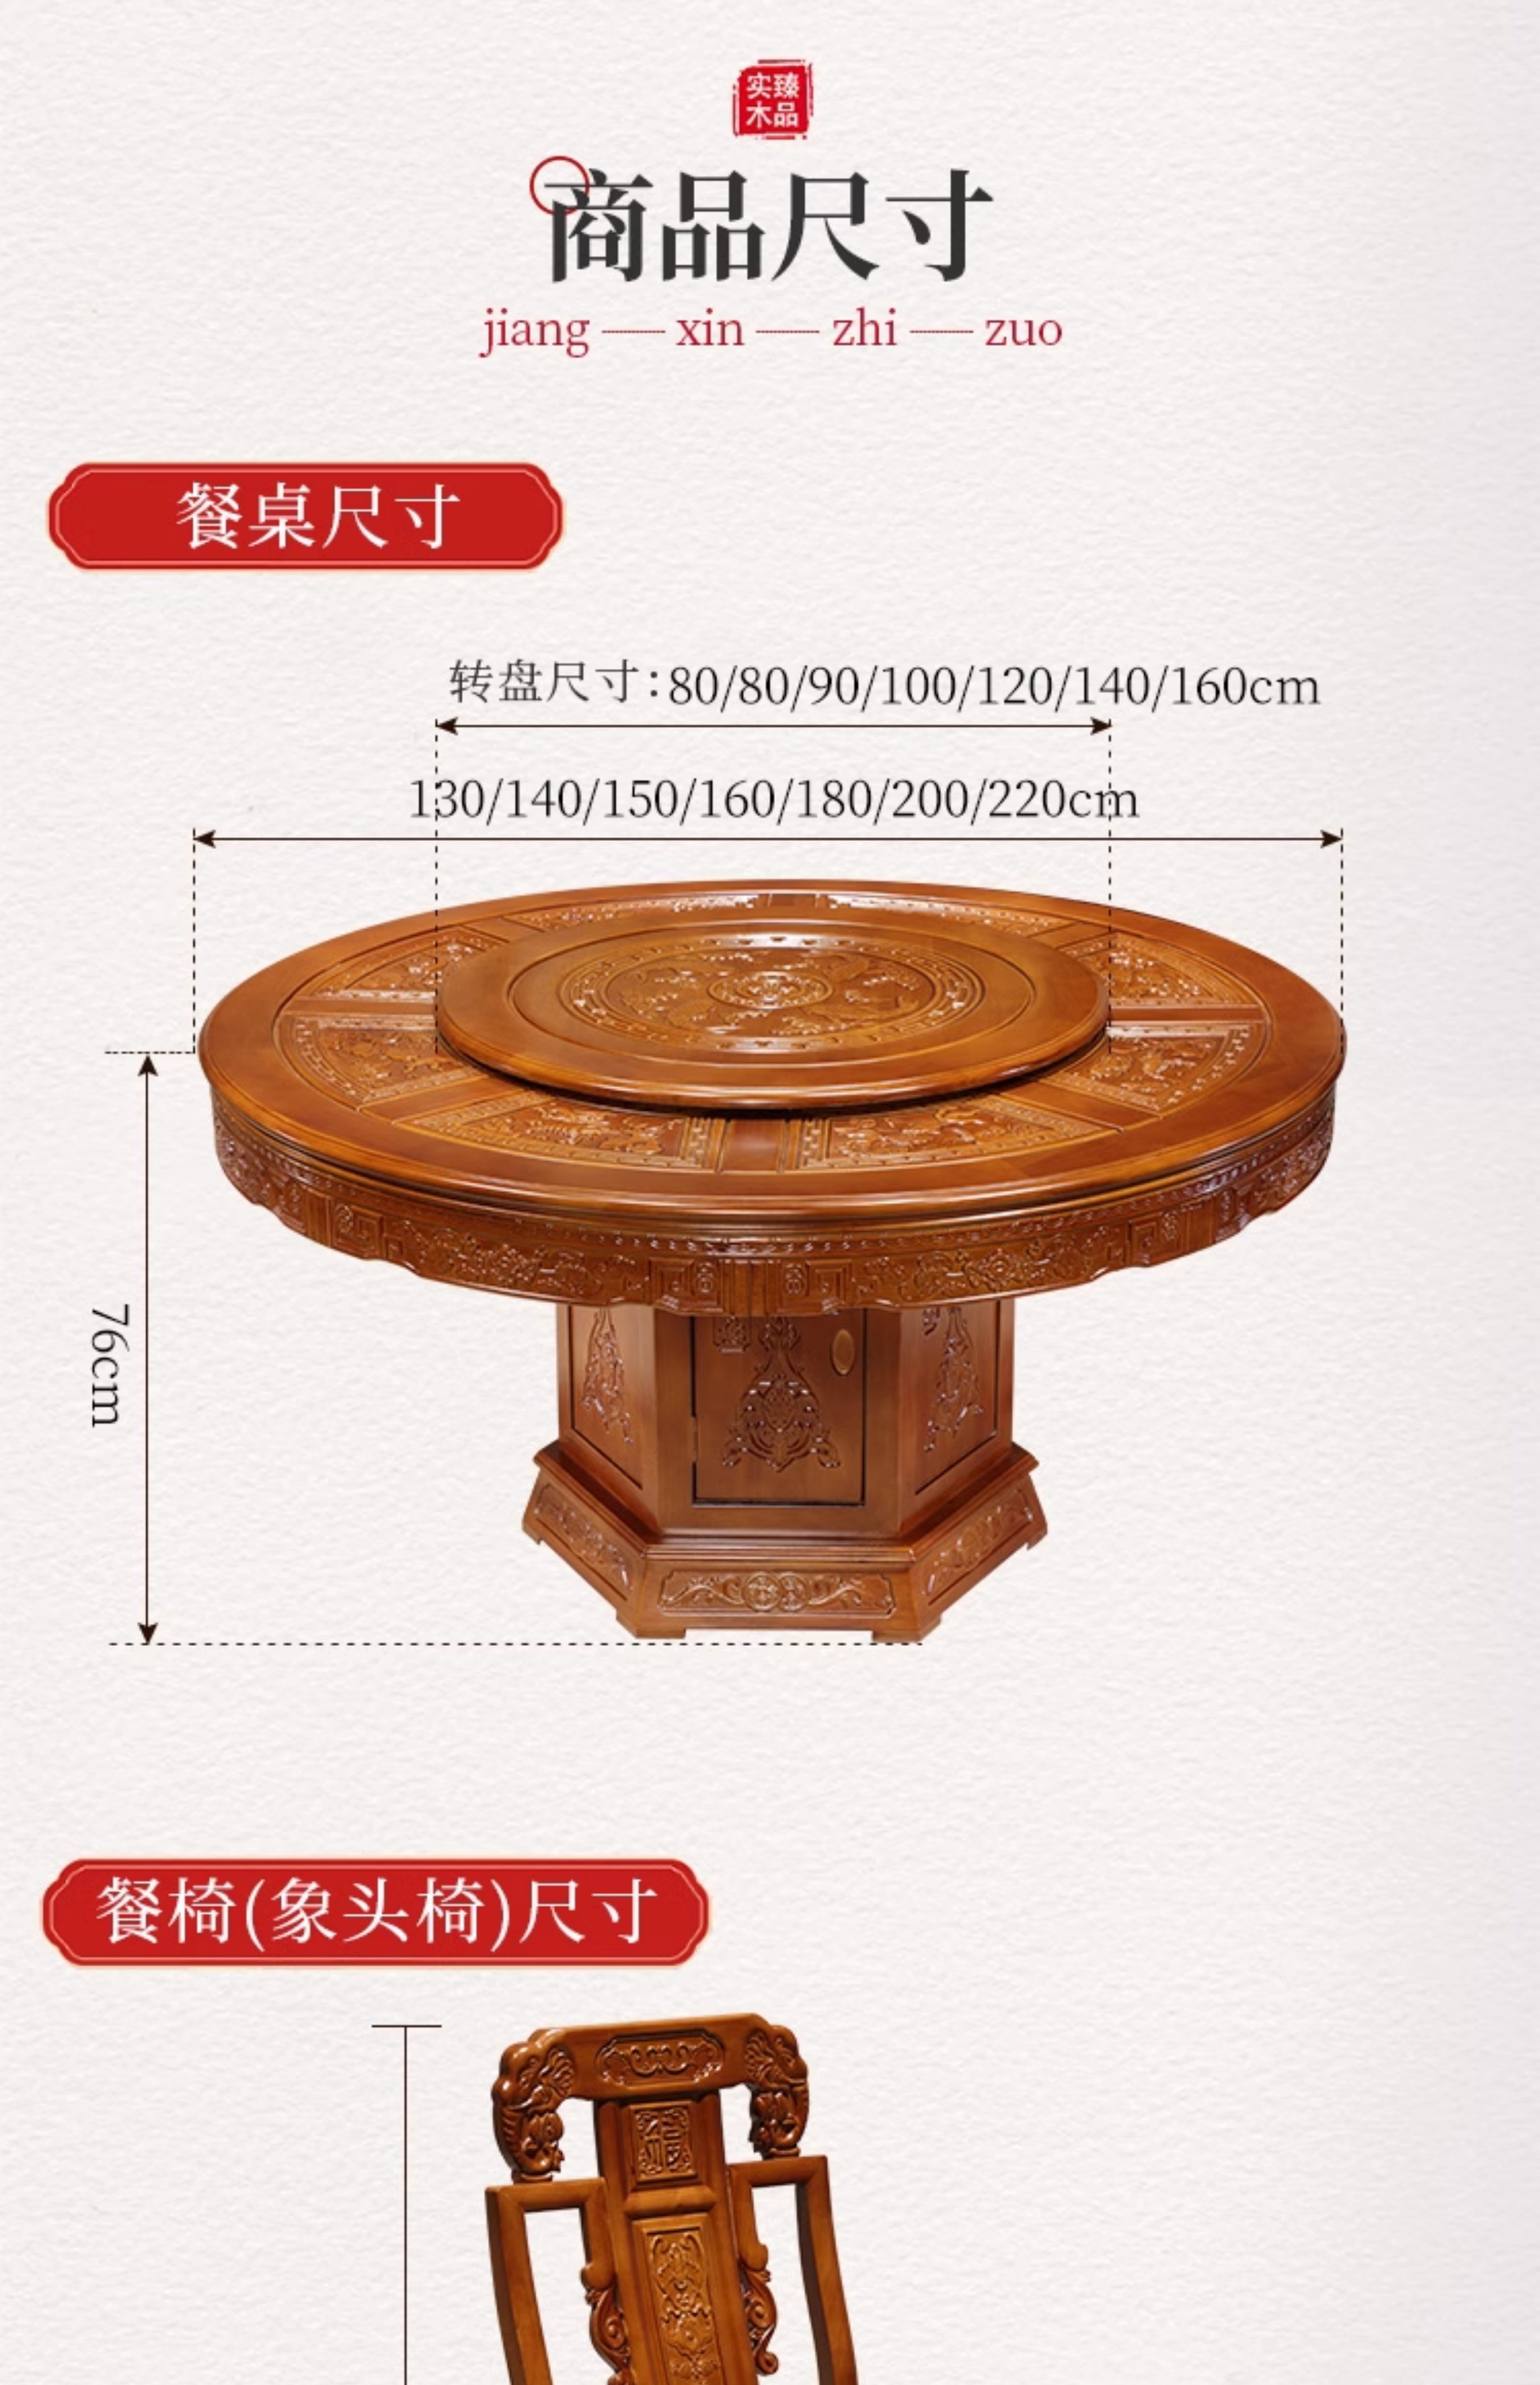 实臻
木品
商品尺寸
jiang — xin — zhi — zuo
餐桌尺寸
转盘尺寸:80/80/90/100/120/140/160cm
130/140/150/160/180/200/220cm
76cm
餐椅(象头椅)尺寸
福